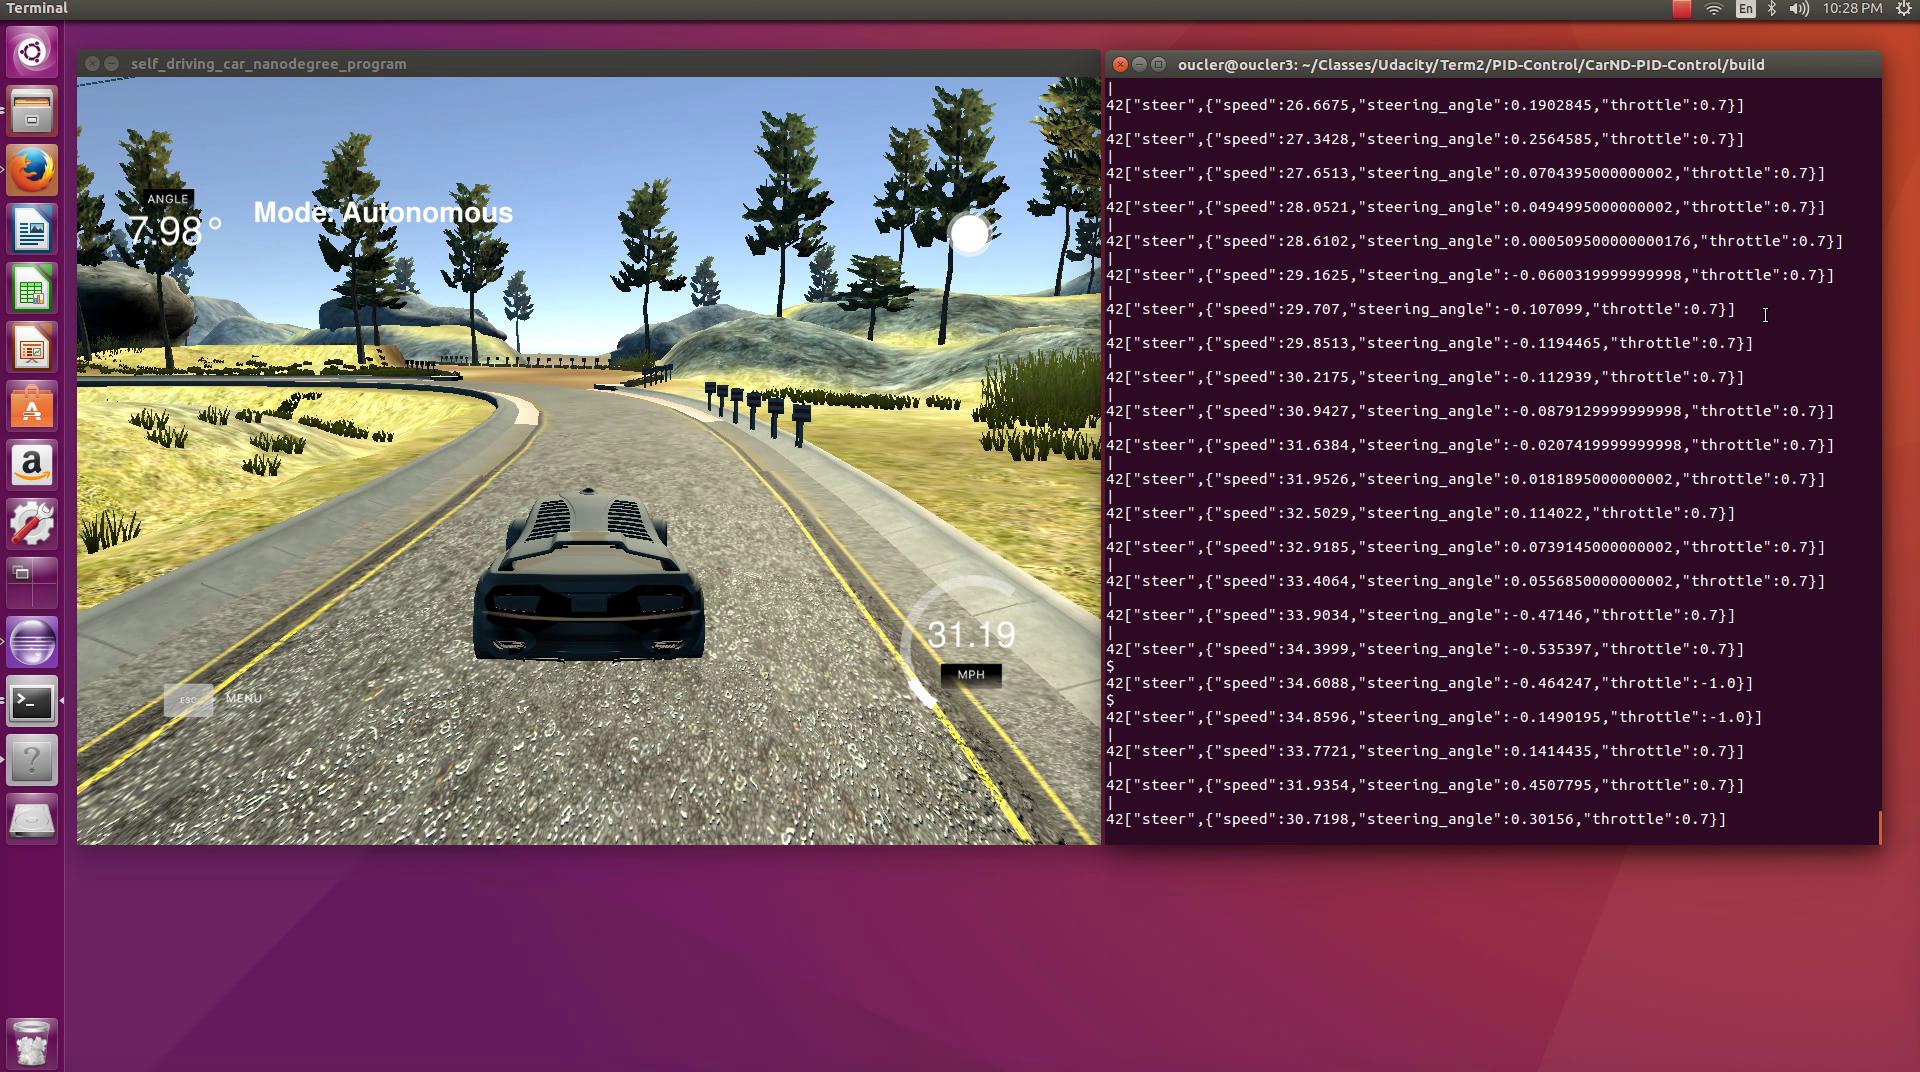 Terminal
En
10:28 PM
self_driving_car_nanodegree_program
ANGLE
7.98°
Mode: Autonomous
31.19
MPH
ESC
MENU
a
>_
?
oucler@oucler3: ~/Classes/Udacity/Term2/PID-Control/CarND-PID-Control/build
|
42["steer",{"speed":26.6675,"steering_angle":0.1902845,"throttle":0.7}]
|
42["steer",{"speed":27.3428,"steering_angle":0.2564585,"throttle":0.7}]
|
42["steer",{"speed":27.6513,"steering_angle":0.0704395000000002,"throttle":0.7}]
|
42["steer",{"speed":28.0521,"steering_angle":0.0494995000000002,"throttle":0.7}]
|
42["steer",{"speed":28.6102,"steering_angle":0.000509500000000176,"throttle":0.7}]
|
42["steer",{"speed":29.1625,"steering_angle":-0.0600319999999998,"throttle":0.7}]
|
42["steer",{"speed":29.707,"steering_angle":-0.107099,"throttle":0.7}]
|
42["steer",{"speed":29.8513,"steering_angle":-0.1194465,"throttle":0.7}]
|
42["steer",{"speed":30.2175,"steering_angle":-0.112939,"throttle":0.7}]
|
42["steer",{"speed":30.9427,"steering_angle":-0.0879129999999998,"throttle":0.7}]
|
42["steer",{"speed":31.6384,"steering_angle":-0.0207419999999998,"throttle":0.7}]
|
42["steer",{"speed":31.9526,"steering_angle":0.0181895000000002,"throttle":0.7}]
|
42["steer",{"speed":32.5029,"steering_angle":0.114022,"throttle":0.7}]
|
42["steer",{"speed":32.9185,"steering_angle":0.0739145000000002,"throttle":0.7}]
|
42["steer",{"speed":33.4064,"steering_angle":0.0556850000000002,"throttle":0.7}]
|
42["steer",{"speed":33.9034,"steering_angle":-0.47146,"throttle":0.7}]
|
42["steer",{"speed":34.3999,"steering_angle":-0.535397,"throttle":0.7}]
$
42["steer",{"speed":34.6088,"steering_angle":-0.464247,"throttle":-1.0}]
$
42["steer",{"speed":34.8596,"steering_angle":-0.1490195,"throttle":-1.0}]
|
42["steer",{"speed":33.7721,"steering_angle":0.1414435,"throttle":0.7}]
|
42["steer",{"speed":31.9354,"steering_angle":0.4507795,"throttle":0.7}]
|
42["steer",{"speed":30.7198,"steering_angle":0.30156,"throttle":0.7}]